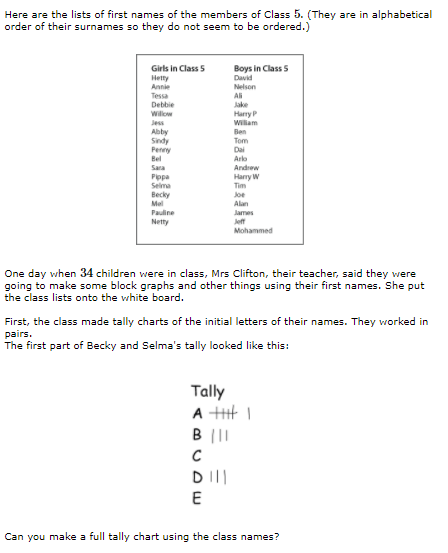 Here are the lists of first names of the members of Class 5. (They are in alphabetical
order of their surnames so they do not seem to be ordered.)
Girls in Class 5 Boys in Class 5
Hetty David
Annie Nelson
Tessa Ali
Debbie Jake
Willow Harry P
Jess William
Abby Ben
Sindy Tom
Penny Dai
Bel Arlo
Sara Andrew
Pippa Harry W
Selma Tim
Becky Joe
Mel Alan
Pauline James
Netty Jeff
Mohammed
One day when 34 children were in class, Mrs Clifton, their teacher, said they were
going to make some block graphs and other things using their first names. She put
the class lists onto the white board.
First, the class made tally charts of the initial letters of their names. They worked in
pairs.
The first part of Becky and Selma's tally looked like this:
Tally
A 卌 |
B |||
C
D |||
E
Can you make a full tally chart using the class names?